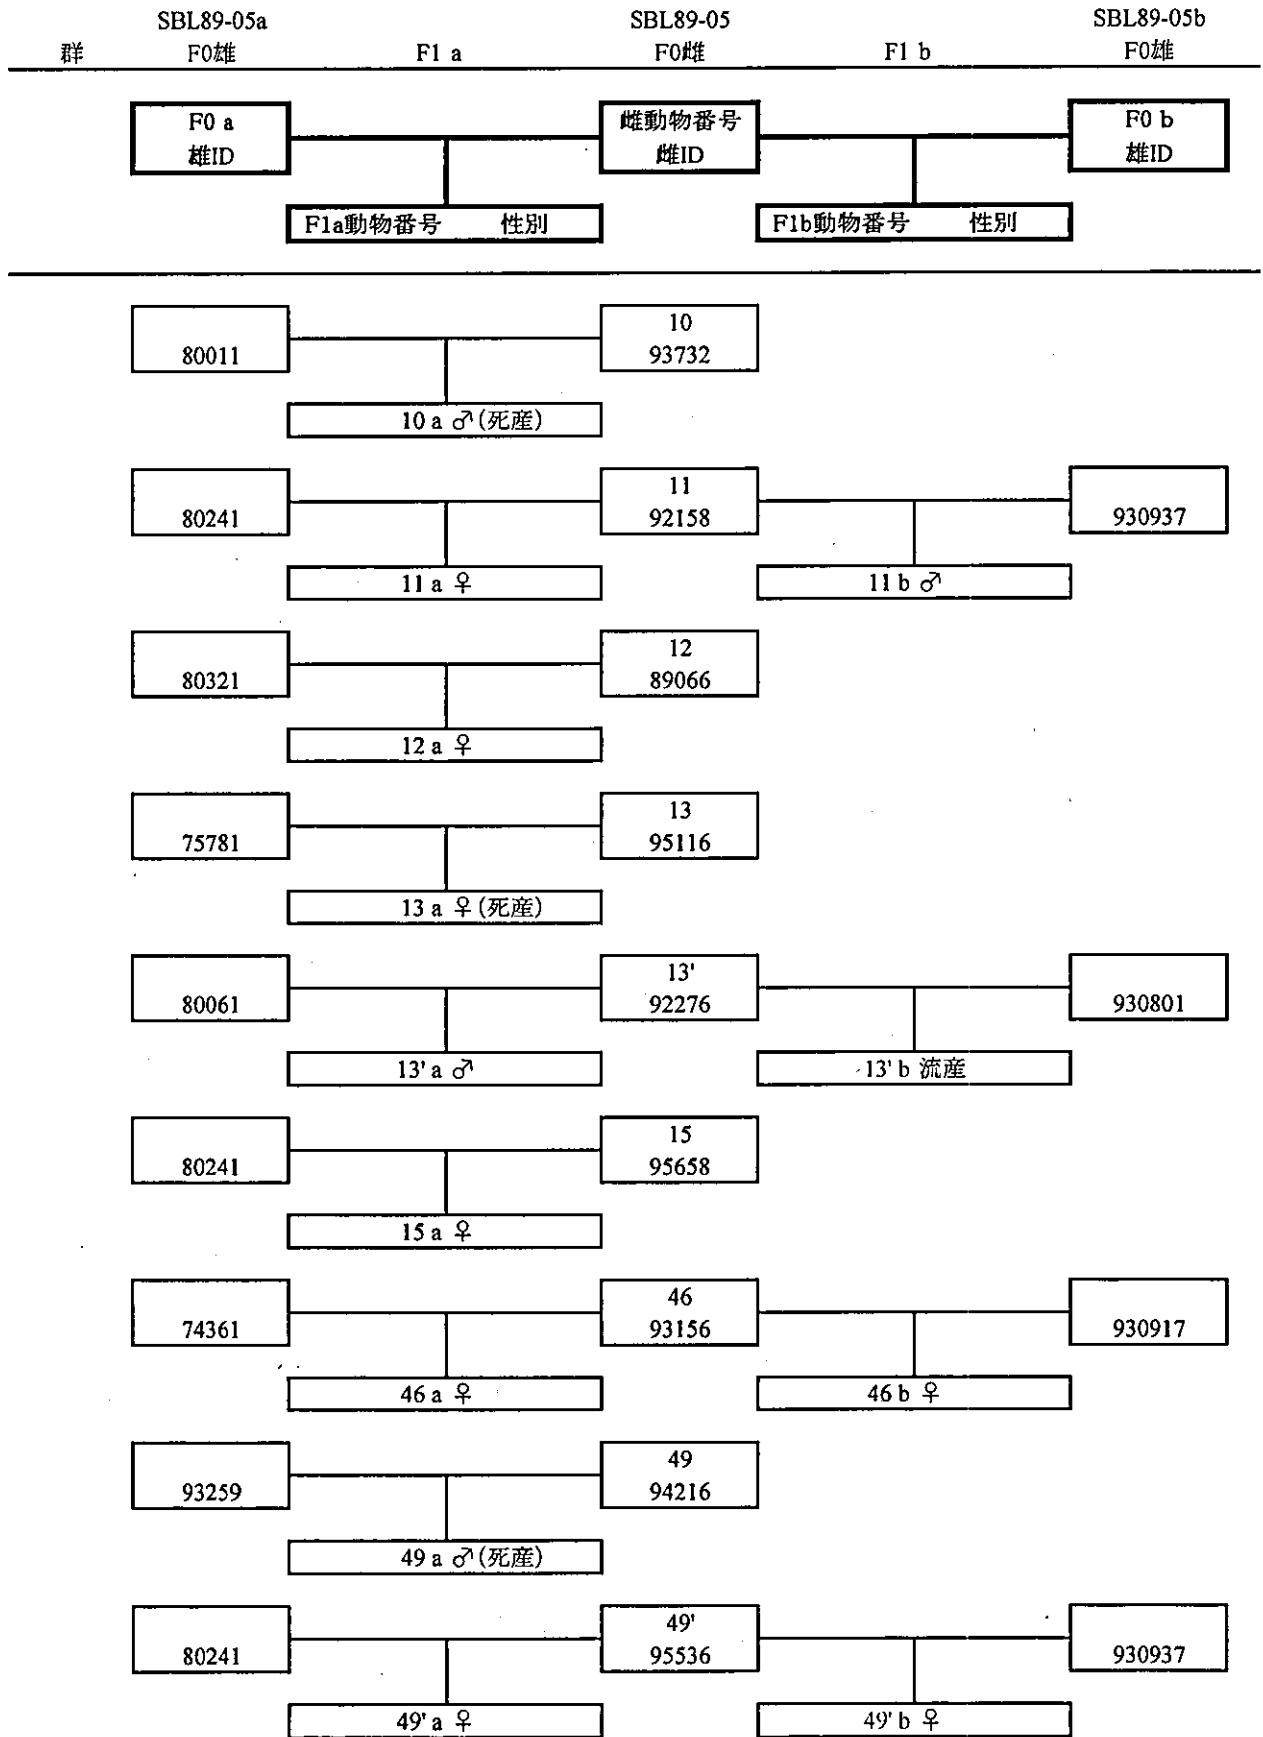 SBL89-05a SBL89-05 SBL89-05b
群 F0雄 F1 a F0雌 F1 b F0雄
F0 a 雌動物番号 F0 b
雄ID 雌ID 雄ID
F1a動物番号 性別 F1b動物番号 性別
10
80011 93732
10 a ♂(死産)
11
80241 92158 930937
11 a ♀ 11 b ♂
12
80321 89066
12 a ♀
13
75781 95116
13 a ♀(死産)
13'
80061 92276 930801
13' a ♂ 13' b 流産
15
80241 95658
15 a ♀
46
74361 93156 930917
46 a ♀ 46 b ♀
49
93259 94216
49 a ♂(死産)
49'
80241 95536 930937
49' a ♀ 49' b ♀